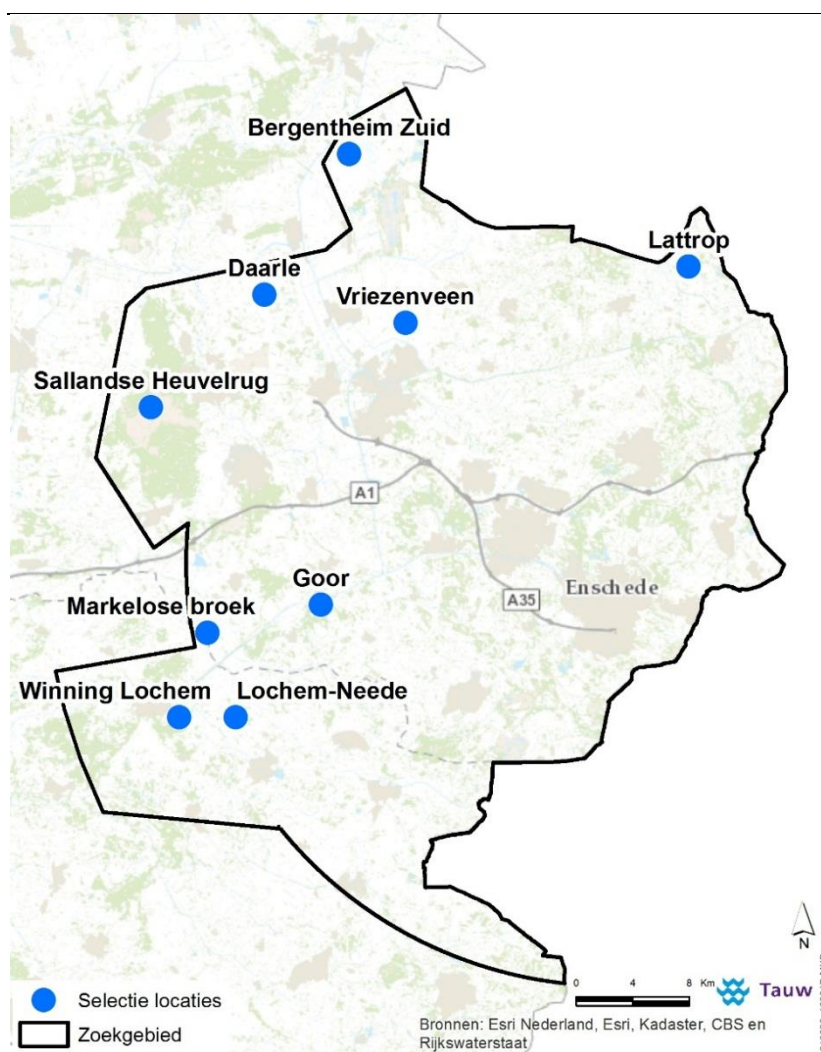 Bergentheim Zuid
Lattrop
Daarle
Vriezenveen
Sallandse Heuvelrug
A1
Goor
Enschede
Markelose broek
A35
Winning Lochem
Lochem-Neede
N
Selectie locaties
Zoekgebied
0 4 8 Km
Tauw
Bronnen: Esri Nederland, Esri, Kadaster, CBS en
Rijkswaterstaat